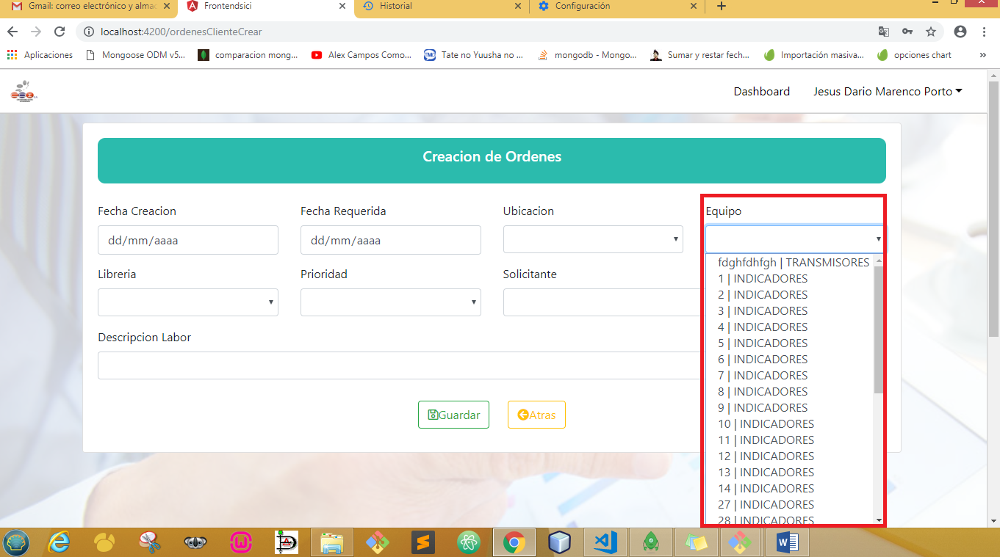 Gmail: correo electrónico y alma
Frontendsici
Historial
Configuración
localhost:4200/ordenesClienteCrear
Aplicaciones
Mongoose ODM v5...
comparacion mong...
Alex Campos Como...
Tate no Yuusha no ...
mongodb - Mongo...
Sumar y restar fech...
Importación masiva...
opciones chart
»
Dashboard
Jesus Dario Marenco Porto
Creacion de Ordenes
Fecha Creacion
Fecha Requerida
Ubicacion
Equipo
dd/mm/aaaa
dd/mm/aaaa
Libreria
Prioridad
Solicitante
Descripcion Labor
Guardar
Atras
fdghfdhfgh | TRANSMISORES
1 | INDICADORES
2 | INDICADORES
3 | INDICADORES
4 | INDICADORES
5 | INDICADORES
6 | INDICADORES
7 | INDICADORES
8 | INDICADORES
9 | INDICADORES
10 | INDICADORES
11 | INDICADORES
12 | INDICADORES
13 | INDICADORES
14 | INDICADORES
27 | INDICADORES
28 | INDICADORES